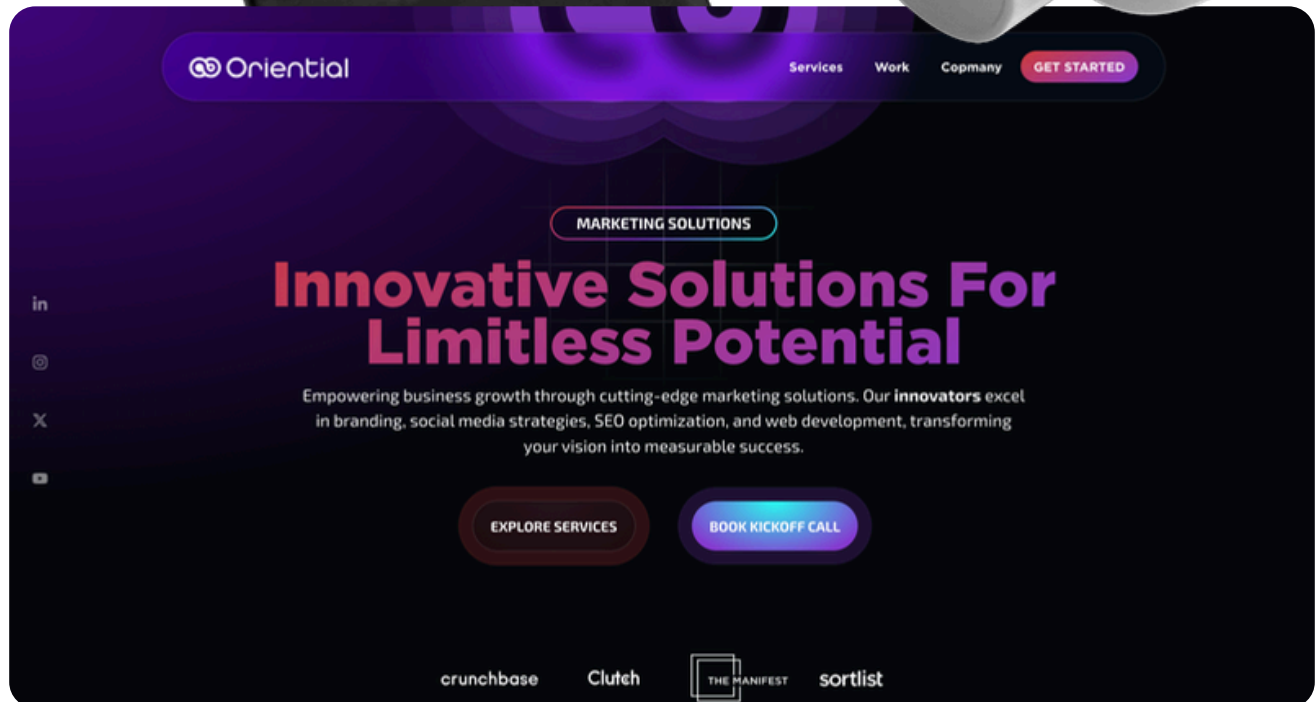 Oriential
Services Work Copmany GET STARTED
MARKETING SOLUTIONS
Innovative Solutions For
Limitless Potential
Empowering business growth through cutting-edge marketing solutions. Our innovators excel
in branding, social media strategies, SEO optimization, and web development, transforming
your vision into measurable success.
in
X
EXPLORE SERVICES BOOK KICKOFF CALL
crunchbase Clutch THE MANIFEST sortlist